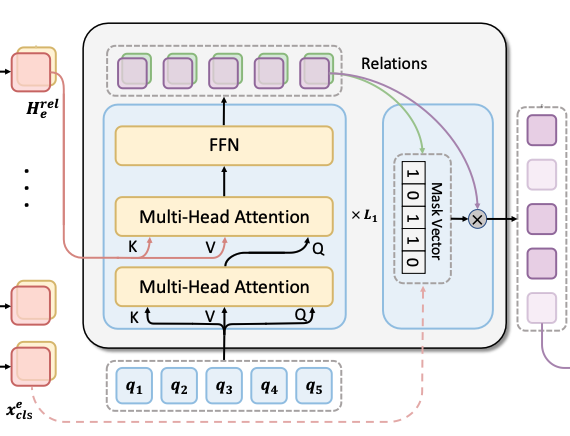 Relations
H_e^{rel}
FFN
Multi-Head Attention
× L_1
K
V
Q
Multi-Head Attention
K
V
Q
1
0
1
1
0
Mask Vector
×
q_1
q_2
q_3
q_4
q_5
x_{cls}^e